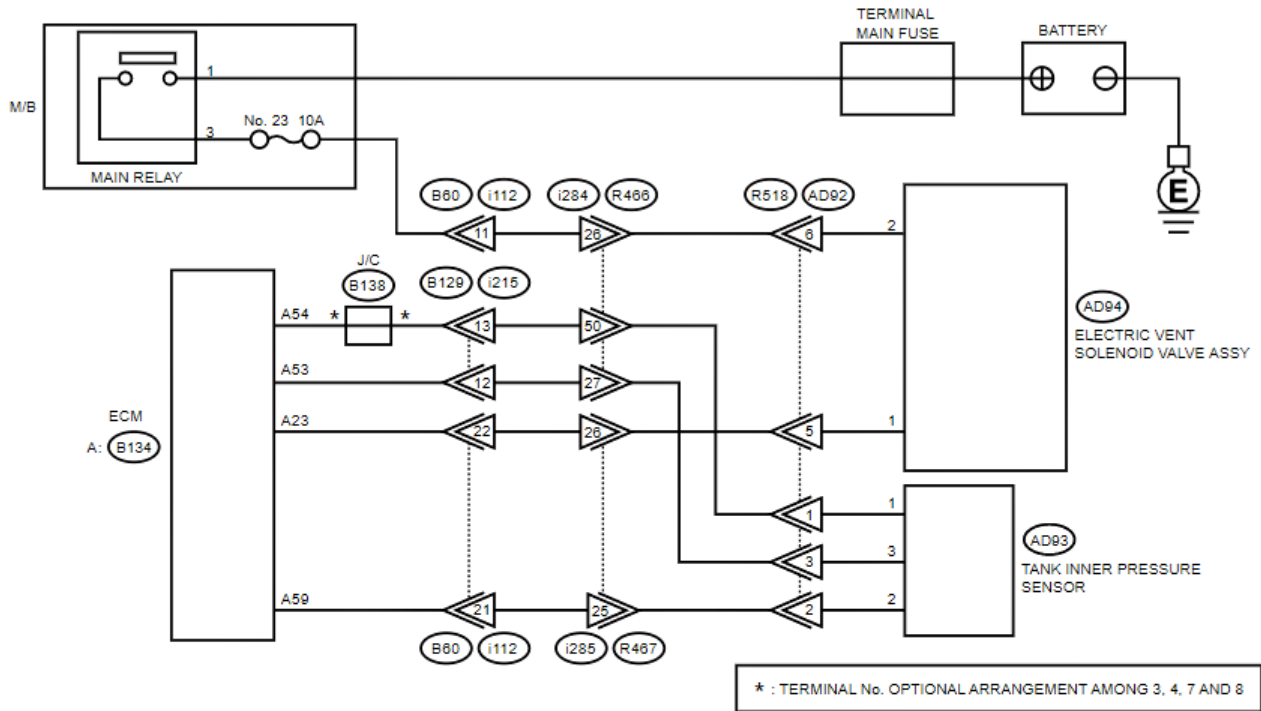 TERMINAL
MAIN FUSE
BATTERY
M/B
1
3
No. 23 10A
MAIN RELAY
E
B60 i112
i284 R466
R518 AD92
11
26
6
2
J/C
B138
B129 i215
A54
*
*
13
50
AD94
ELECTRIC VENT
SOLENOID VALVE ASSY
A53
12
27
ECM
A: B134
A23
22
26
5
1
1
1
3
3
AD93
TANK INNER PRESSURE
SENSOR
A59
21
25
2
2
B60 i112
i285 R467
* : TERMINAL No. OPTIONAL ARRANGEMENT AMONG 3, 4, 7 AND 8